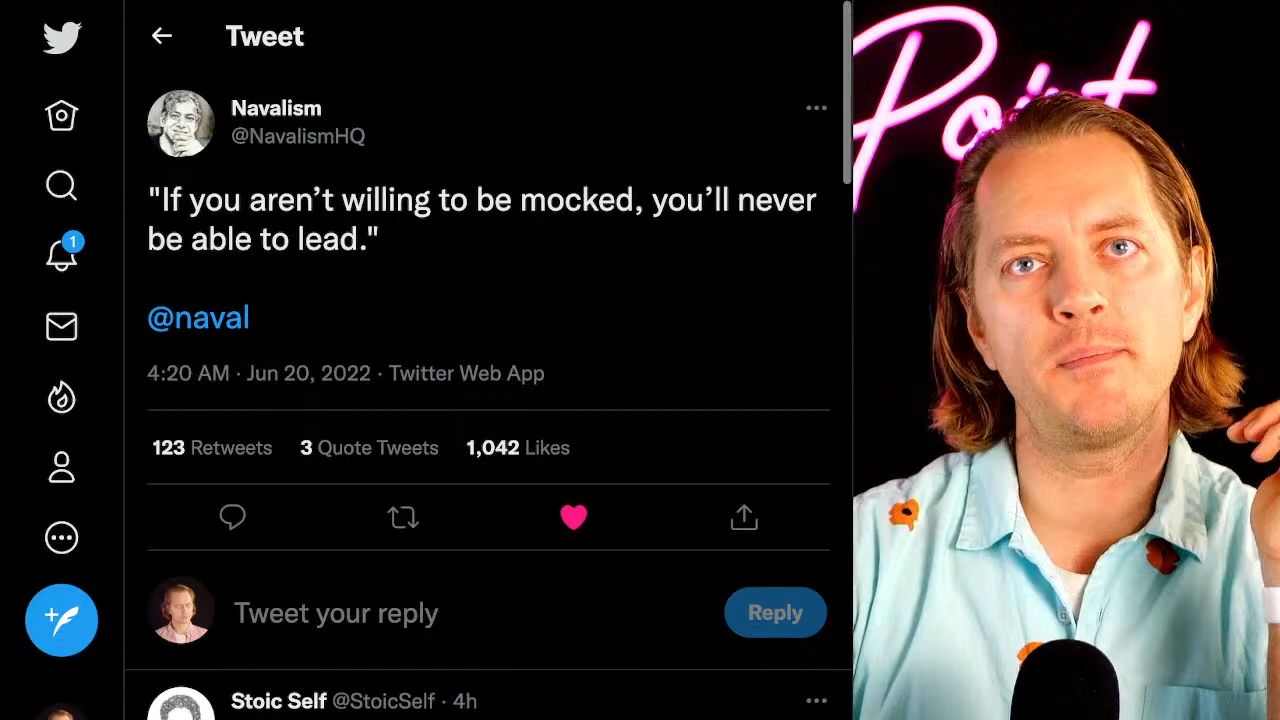 Tweet
Navalism
@NavalismHQ
"If you aren’t willing to be mocked, you’ll never
be able to lead."
@naval
4:20 AM · Jun 20, 2022 · Twitter Web App
123 Retweets 3 Quote Tweets 1,042 Likes
Tweet your reply
Reply
Stoic Self @StoicSelf · 4h
1
Point